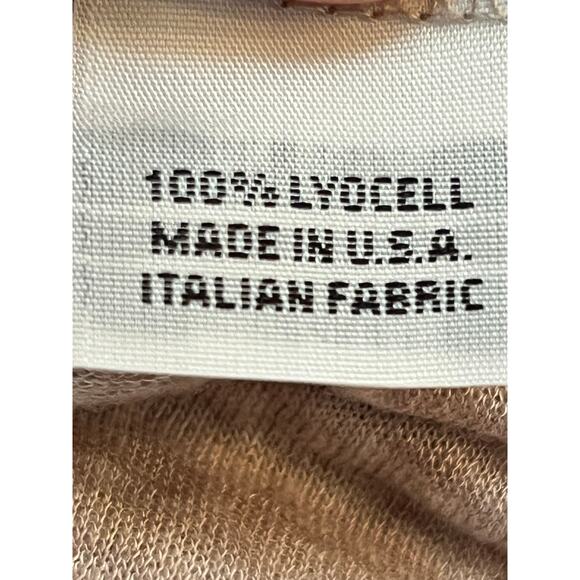 100% LYOCELL
MADE IN U.S.A.
ITALIAN FABRIC